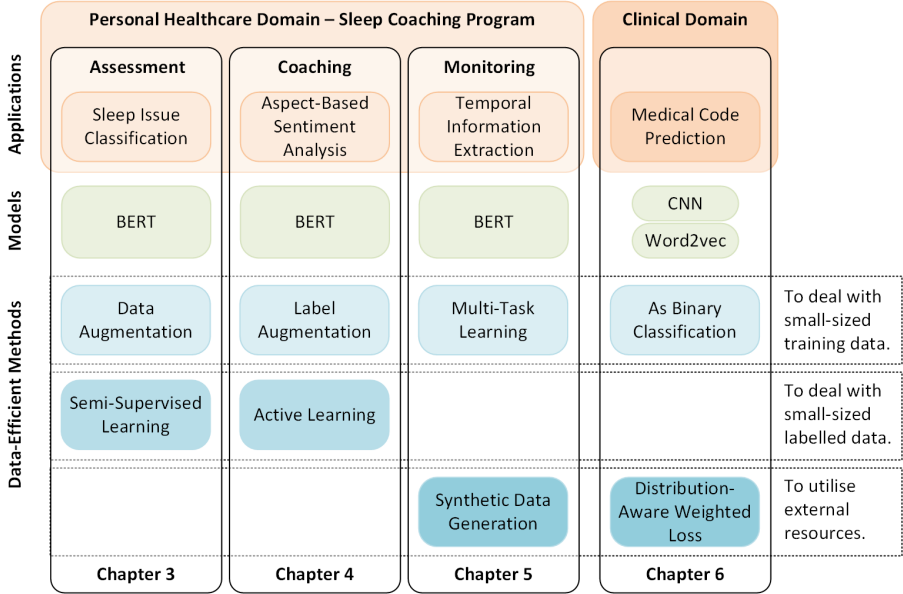 Personal Healthcare Domain – Sleep Coaching Program
Clinical Domain
Applications
Assessment
Coaching
Monitoring
Sleep Issue
Classification
Aspect-Based
Sentiment
Analysis
Temporal
Information
Extraction
Medical Code
Prediction
Models
BERT
BERT
BERT
CNN
Word2vec
Data-Efficient Methods
Data
Augmentation
Label
Augmentation
Multi-Task
Learning
As Binary
Classification
To deal with
small-sized
training data.
Semi-Supervised
Learning
Active Learning
To deal with
small-sized
labelled data.
Synthetic Data
Generation
Distribution-
Aware Weighted
Loss
To utilise
external
resources.
Chapter 3
Chapter 4
Chapter 5
Chapter 6